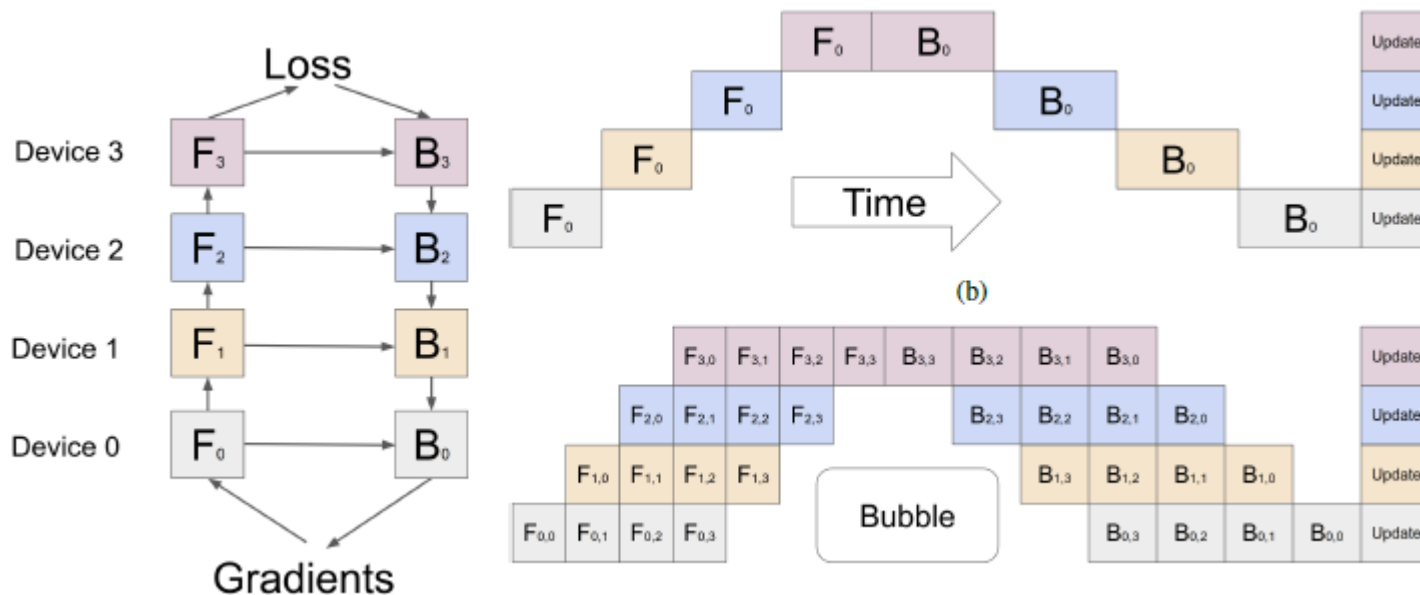 Loss
Device 3 F3 B3
Device 2 F2 B2
Device 1 F1 B1
Device 0 F0 B0
Gradients
F0 B0 Update
F0 B0 Update
F0 B0 Update
Time
F0 B0 Update
(b)
F3,0 F3,1 F3,2 F3,3 B3,3 B3,2 B3,1 B3,0 Update
F2,0 F2,1 F2,2 F2,3 B2,3 B2,2 B2,1 B2,0 Update
F1,0 F1,1 F1,2 F1,3 B1,3 B1,2 B1,1 B1,0 Update
Bubble
F0,0 F0,1 F0,2 F0,3 B0,3 B0,2 B0,1 B0,0 Update